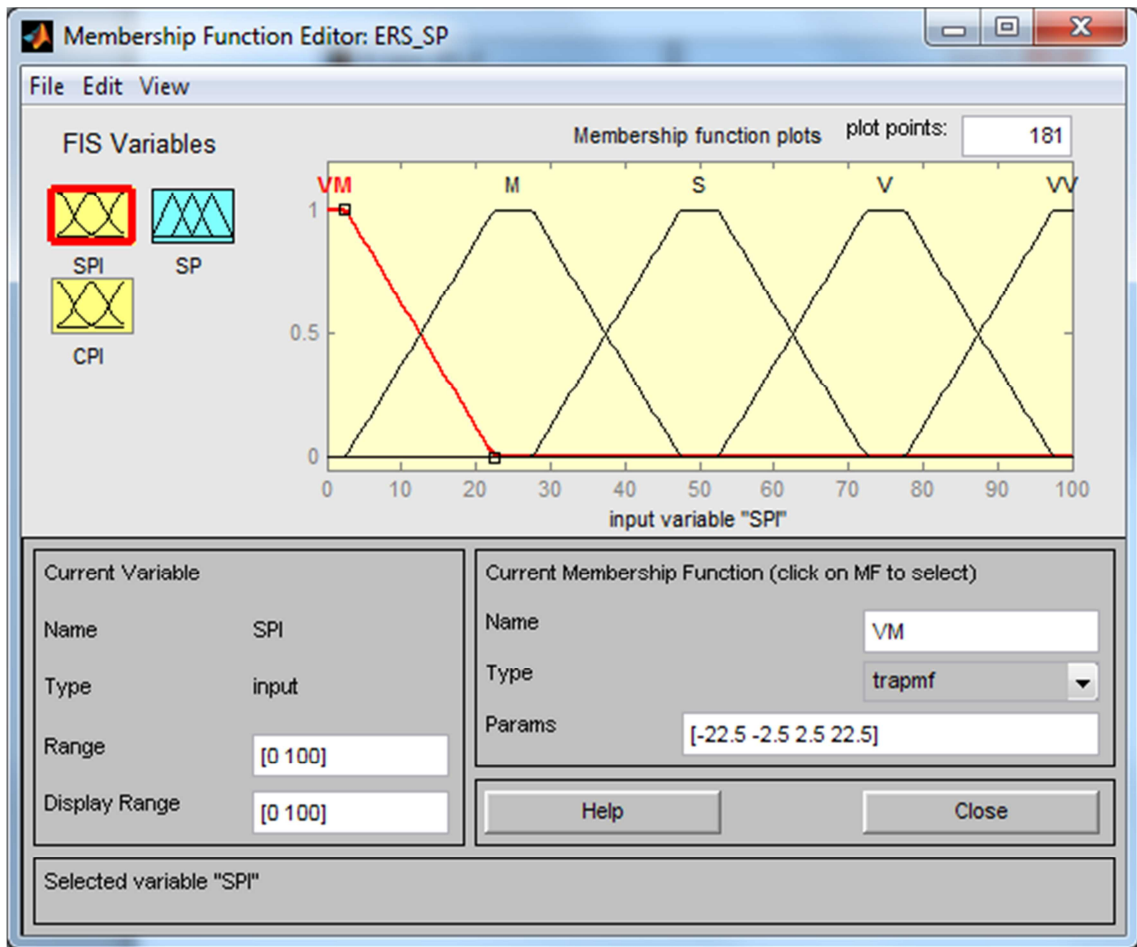 Membership Function Editor: ERS_SP
File Edit View
FIS Variables
Membership function plots plot points: 181
SPI SP
CPI
VM M S V VV
1
0.5
0
0 10 20 30 40 50 60 70 80 90 100
input variable "SPI"
Current Variable
Name SPI
Type input
Range [0 100]
Display Range [0 100]
Current Membership Function (click on MF to select)
Name VM
Type trapmf
Params [-22.5 -2.5 2.5 22.5]
Help Close
Selected variable "SPI"